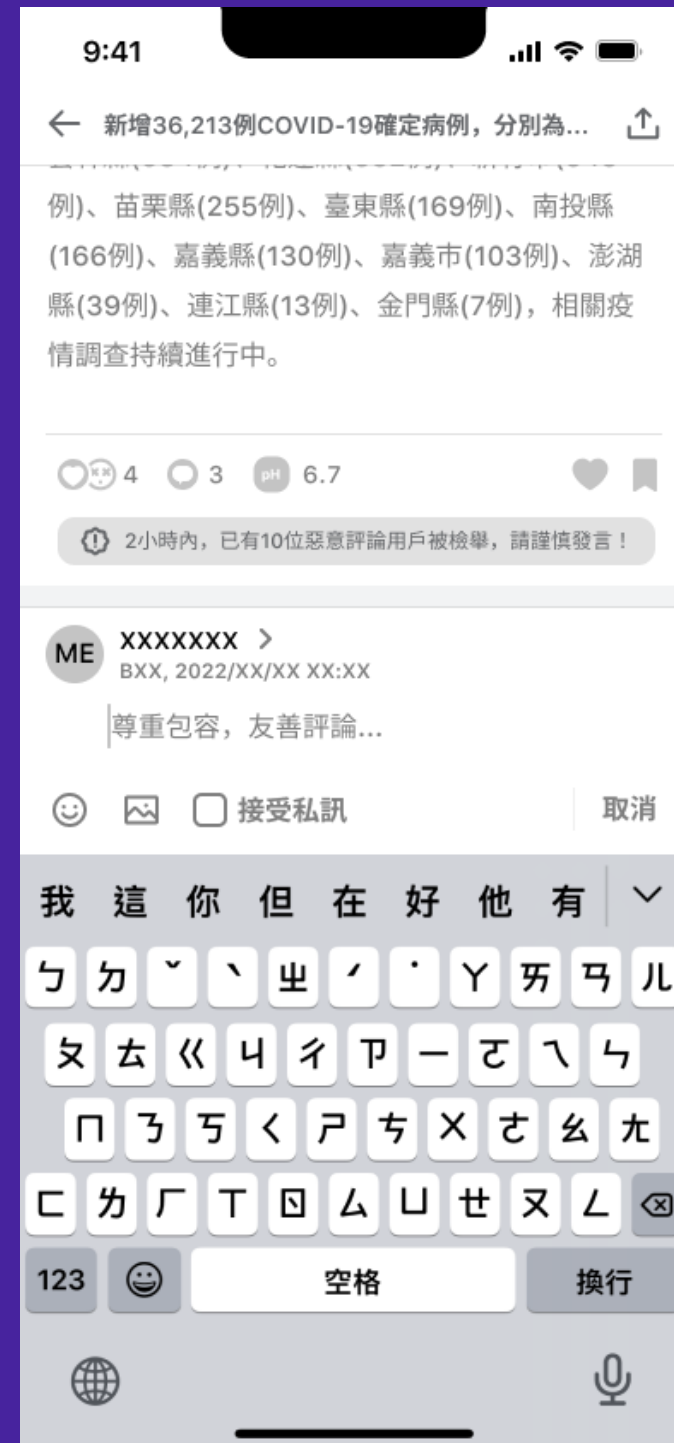 9:41
新增36,213例COVID-19確定病例，分別為...
例)、苗栗縣(255例)、臺東縣(169例)、南投縣
(166例)、嘉義縣(130例)、嘉義市(103例)、澎湖
縣(39例)、連江縣(13例)、金門縣(7例)，相關疫
情調查持續進行中。
4 3 pH 6.7
2小時內，已有10位惡意評論用戶被檢舉，請謹慎發言！
ME XXXXXXX
BXX, 2022/XX/XX XX:XX
尊重包容，友善評論...
接受私訊 取消
我 這 你 但 在 好 他 有
ㄅ ㄉ ˇ ˋ ㄓ ˊ ˙ ㄚ ㄞ ㄢ ㄦ
ㄆ ㄊ ㄍ ㄐ ㄔ ㄗ ㄧ ㄛ ㄟ ㄣ
ㄇ ㄋ ㄎ ㄑ ㄕ ㄘ ㄨ ㄜ ㄠ ㄤ
ㄈ ㄌ ㄏ ㄒ ㄖ ㄙ ㄩ ㄝ ㄡ ㄥ
123 空格 換行